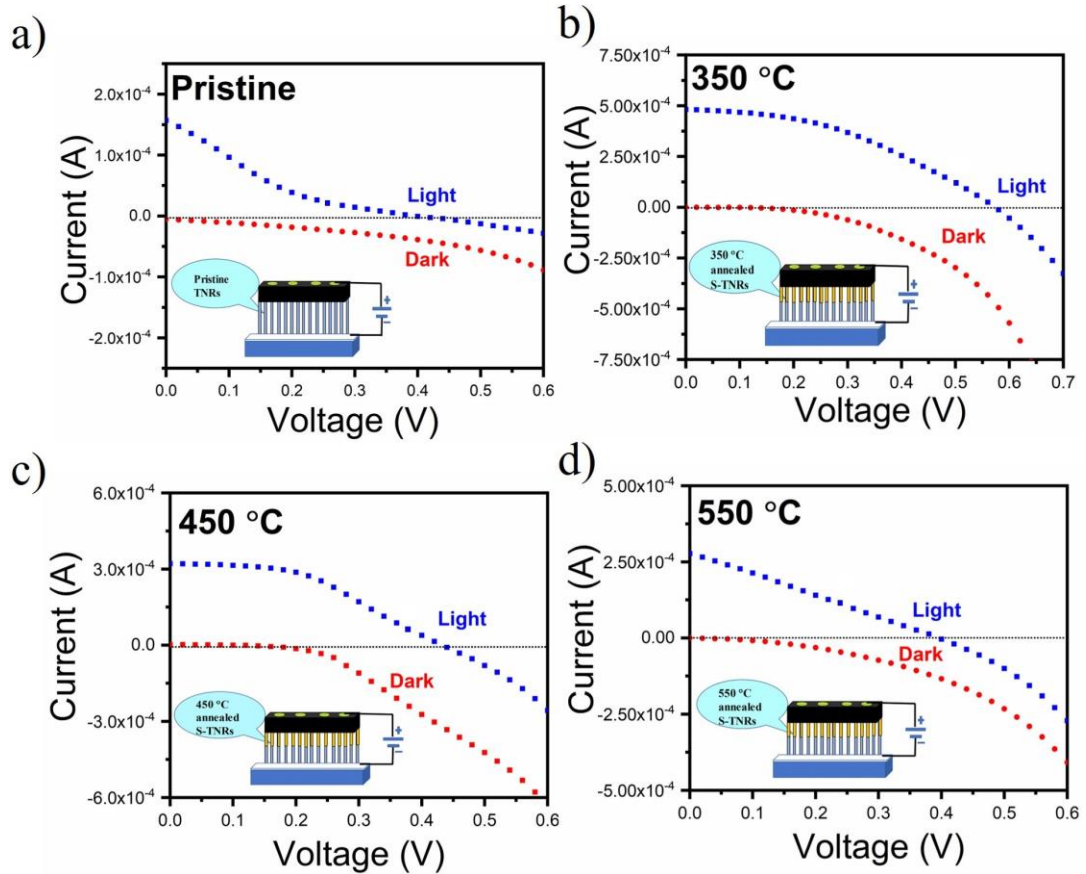 a)
Pristine
Current (A)
2.0x10⁻⁴
1.0x10⁻⁴
0.0
-1.0x10⁻⁴
-2.0x10⁻⁴
Light
Dark
Pristine
TNRs
+
−
0.0 0.1 0.2 0.3 0.4 0.5 0.6
Voltage (V)
b)
350 °C
Current (A)
7.50x10⁻⁴
5.00x10⁻⁴
2.50x10⁻⁴
0.00
-2.50x10⁻⁴
-5.00x10⁻⁴
-7.50x10⁻⁴
Light
Dark
350 °C
annealed
S-TNRs
+
−
0.0 0.1 0.2 0.3 0.4 0.5 0.6 0.7
Voltage (V)
c)
450 °C
Current (A)
6.0x10⁻⁴
3.0x10⁻⁴
0.0
-3.0x10⁻⁴
-6.0x10⁻⁴
Light
Dark
450 °C
annealed
S-TNRs
+
−
0.0 0.1 0.2 0.3 0.4 0.5 0.6
Voltage (V)
d)
550 °C
Current (A)
5.00x10⁻⁴
2.50x10⁻⁴
0.00
-2.50x10⁻⁴
-5.00x10⁻⁴
Light
Dark
550 °C
annealed
S-TNRs
+
−
0.0 0.1 0.2 0.3 0.4 0.5 0.6
Voltage (V)